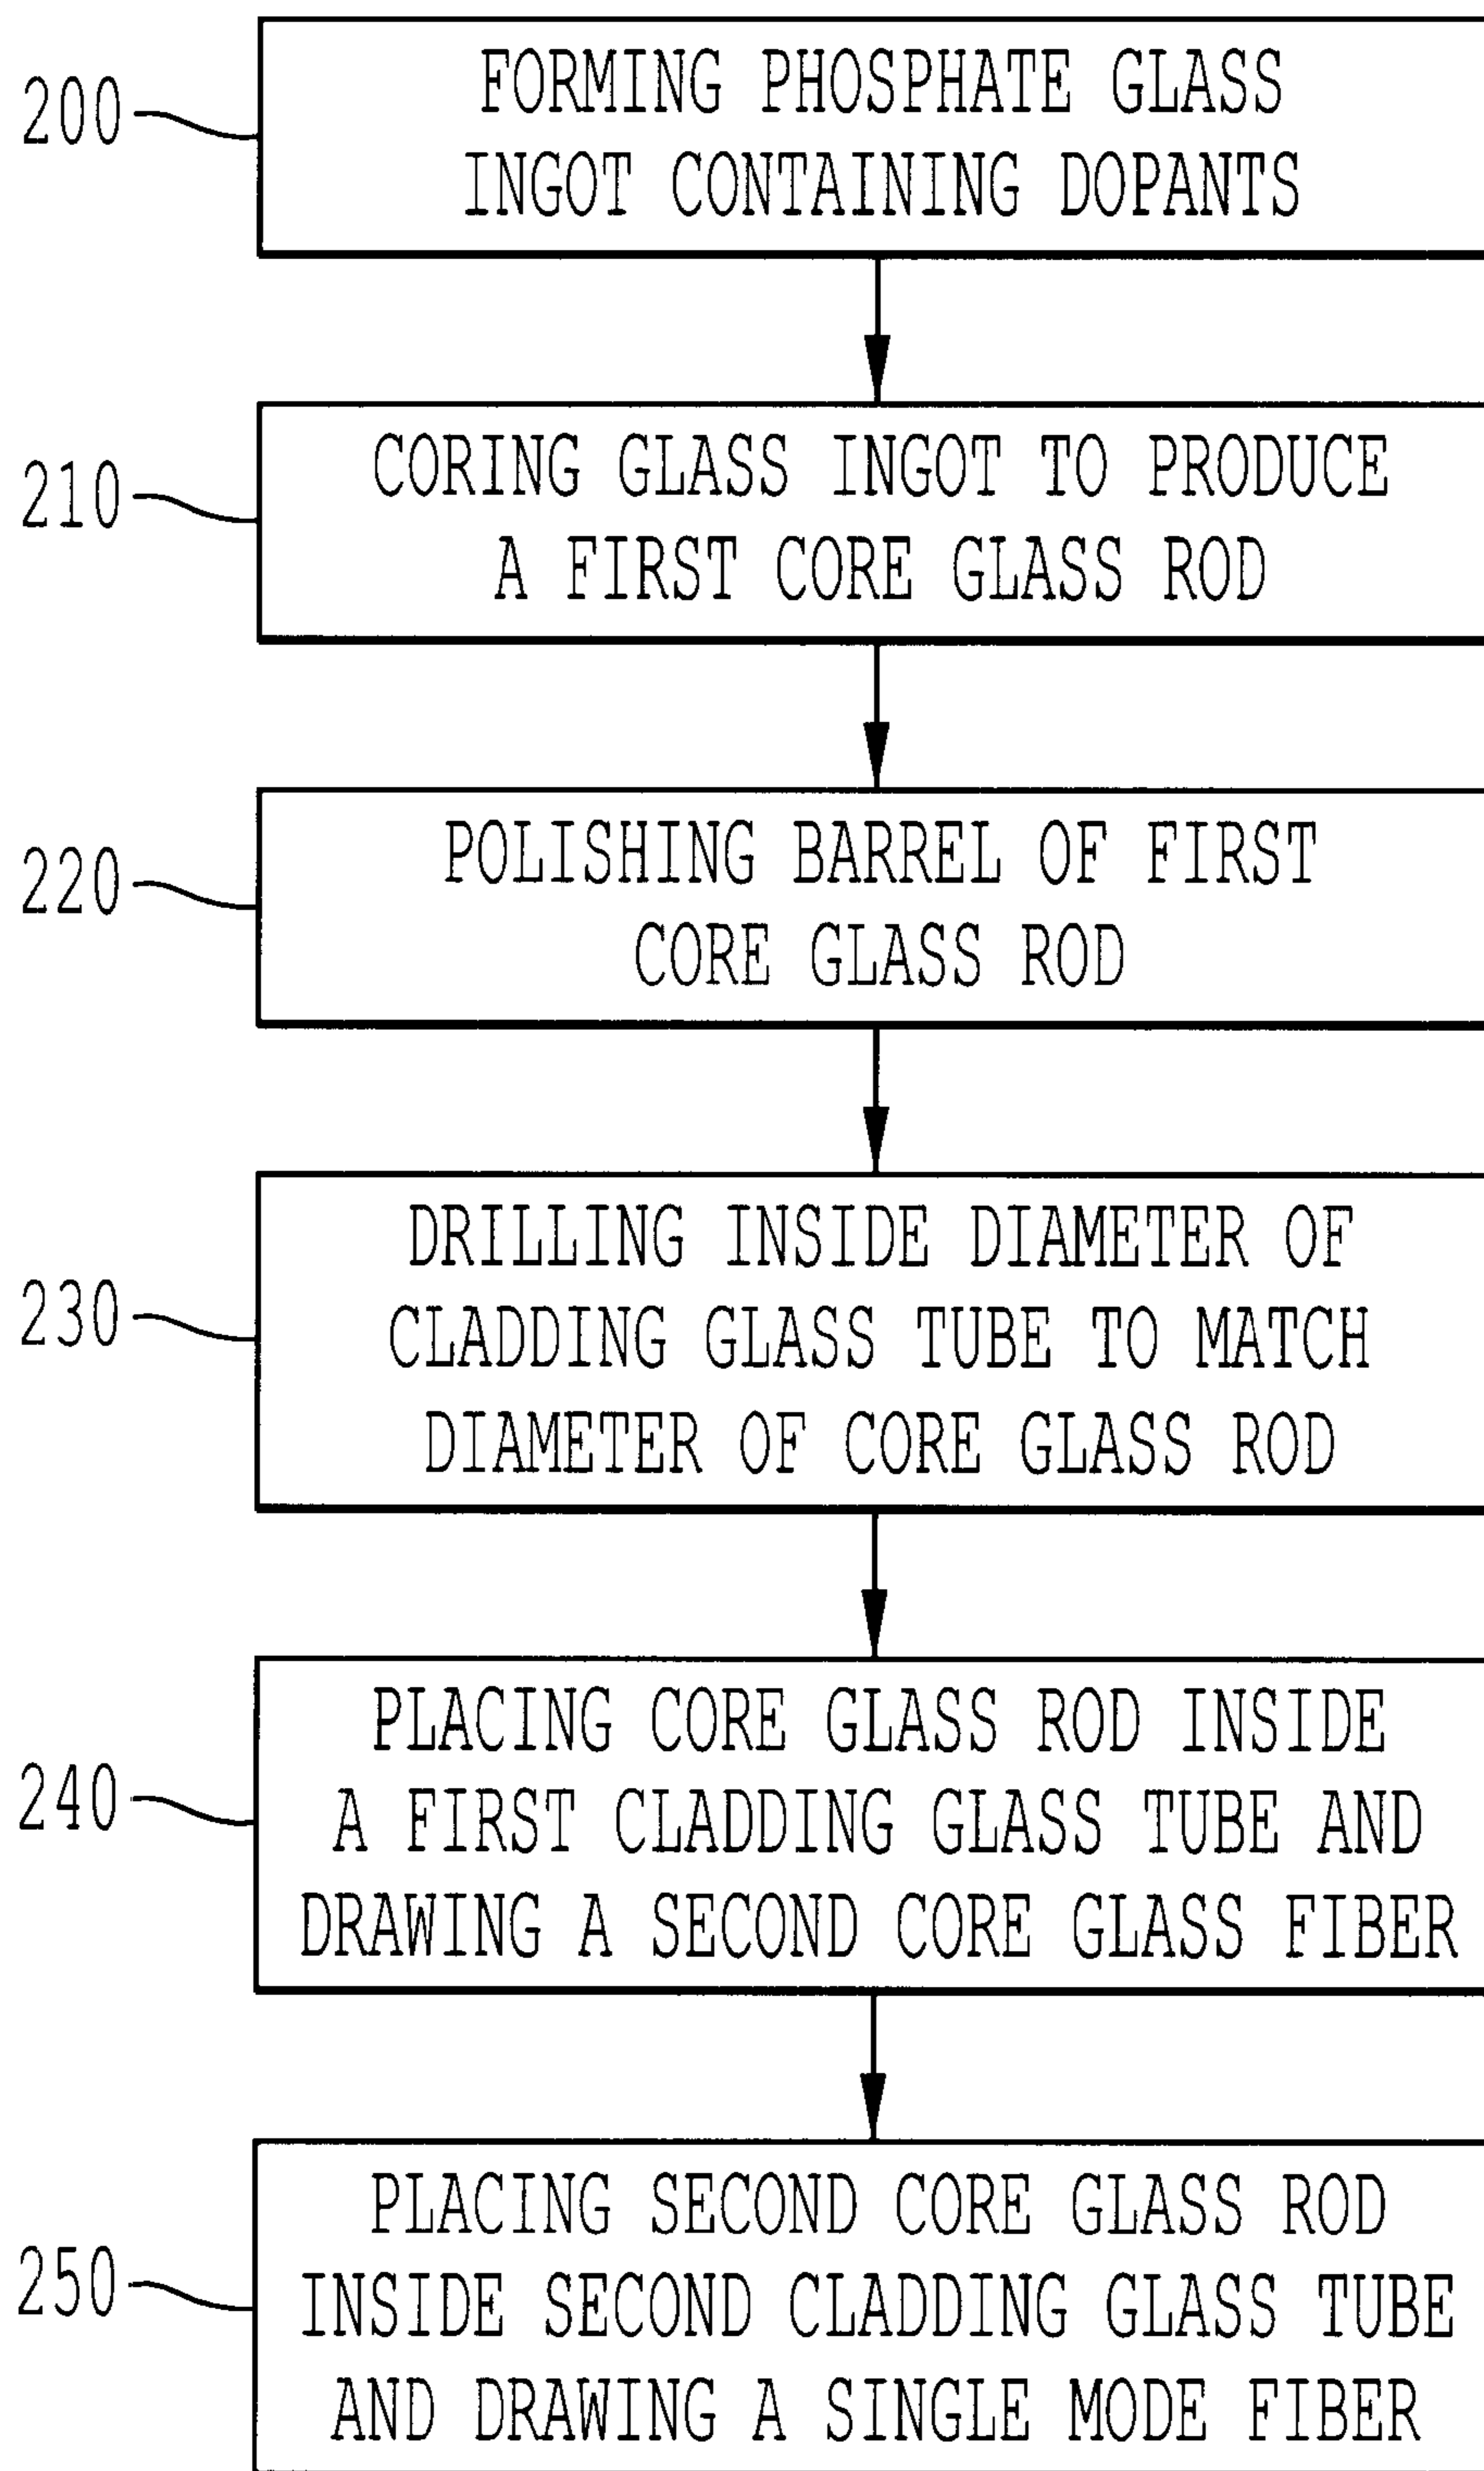 200
FORMING PHOSPHATE GLASS
INGOT CONTAINING DOPANTS
210
CORING GLASS INGOT TO PRODUCE
A FIRST CORE GLASS ROD
220
POLISHING BARREL OF FIRST
CORE GLASS ROD
230
DRILLING INSIDE DIAMETER OF
CLADDING GLASS TUBE TO MATCH
DIAMETER OF CORE GLASS ROD
240
PLACING CORE GLASS ROD INSIDE
A FIRST CLADDING GLASS TUBE AND
DRAWING A SECOND CORE GLASS FIBER
250
PLACING SECOND CORE GLASS ROD
INSIDE SECOND CLADDING GLASS TUBE
AND DRAWING A SINGLE MODE FIBER